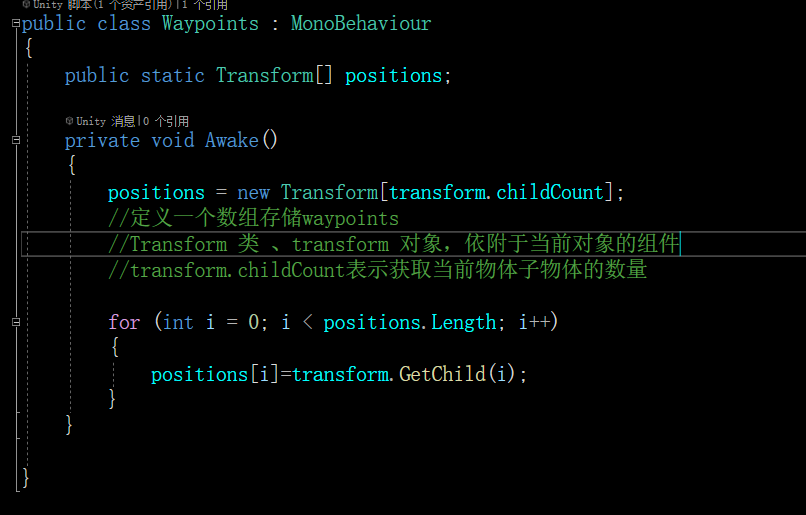 Unity 脚本(1 个资产引用)|1 个引用
public class Waypoints : MonoBehaviour
{
public static Transform[] positions;
Unity 消息|0 个引用
private void Awake()
{
positions = new Transform[transform.childCount];
//定义一个数组存储waypoints
//Transform 类 、transform 对象，依附于当前对象的组件
//transform.childCount表示获取当前物体子物体的数量
for (int i = 0; i < positions.Length; i++)
{
positions[i]=transform.GetChild(i);
}
}
}